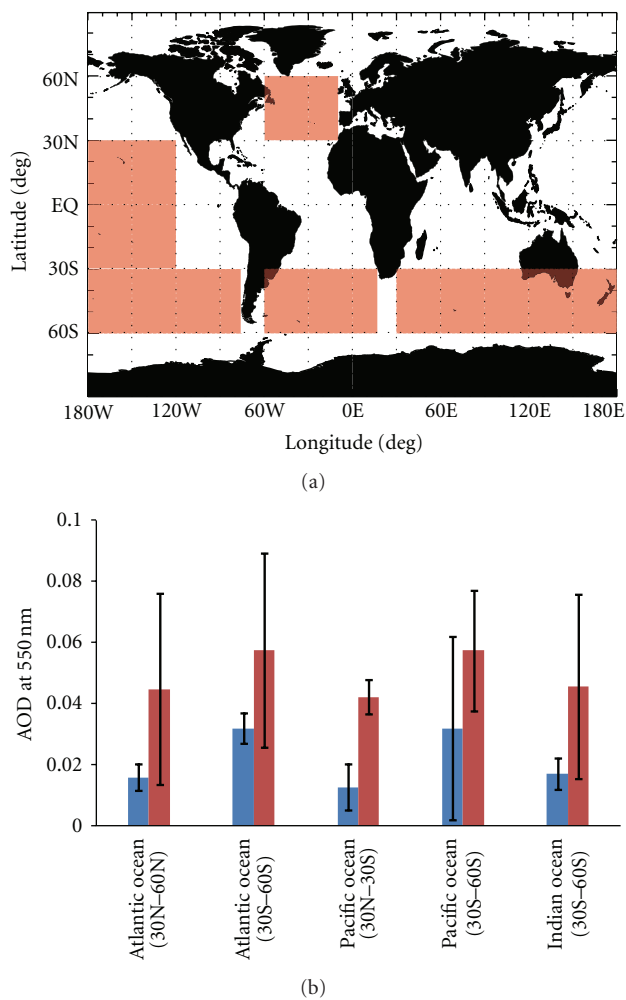 60N
30N
EQ
30S
60S
Latitude (deg)
180W 120W 60W 0E 60E 120E 180E
Longitude (deg)
(a)
0.1
0.08
0.06
0.04
0.02
0
AOD at 550 nm
Atlantic ocean
(30N–60N)
Atlantic ocean
(30S–60S)
Pacific ocean
(30N–30S)
Pacific ocean
(30S–60S)
Indian ocean
(30S–60S)
(b)